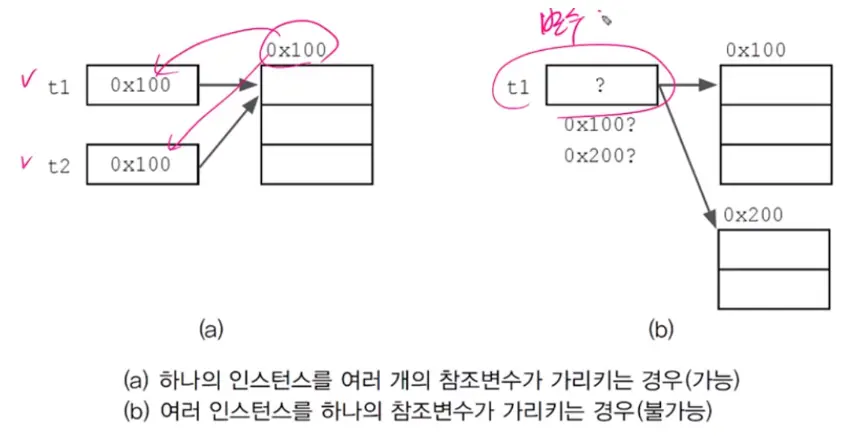 변수
0x100
t1
0x100
t2
0x100
(a)
0x100
t1
?
0x100?
0x200?
0x200
(b)
(a) 하나의 인스턴스를 여러 개의 참조변수가 가리키는 경우(가능)
(b) 여러 인스턴스를 하나의 참조변수가 가리키는 경우(불가능)